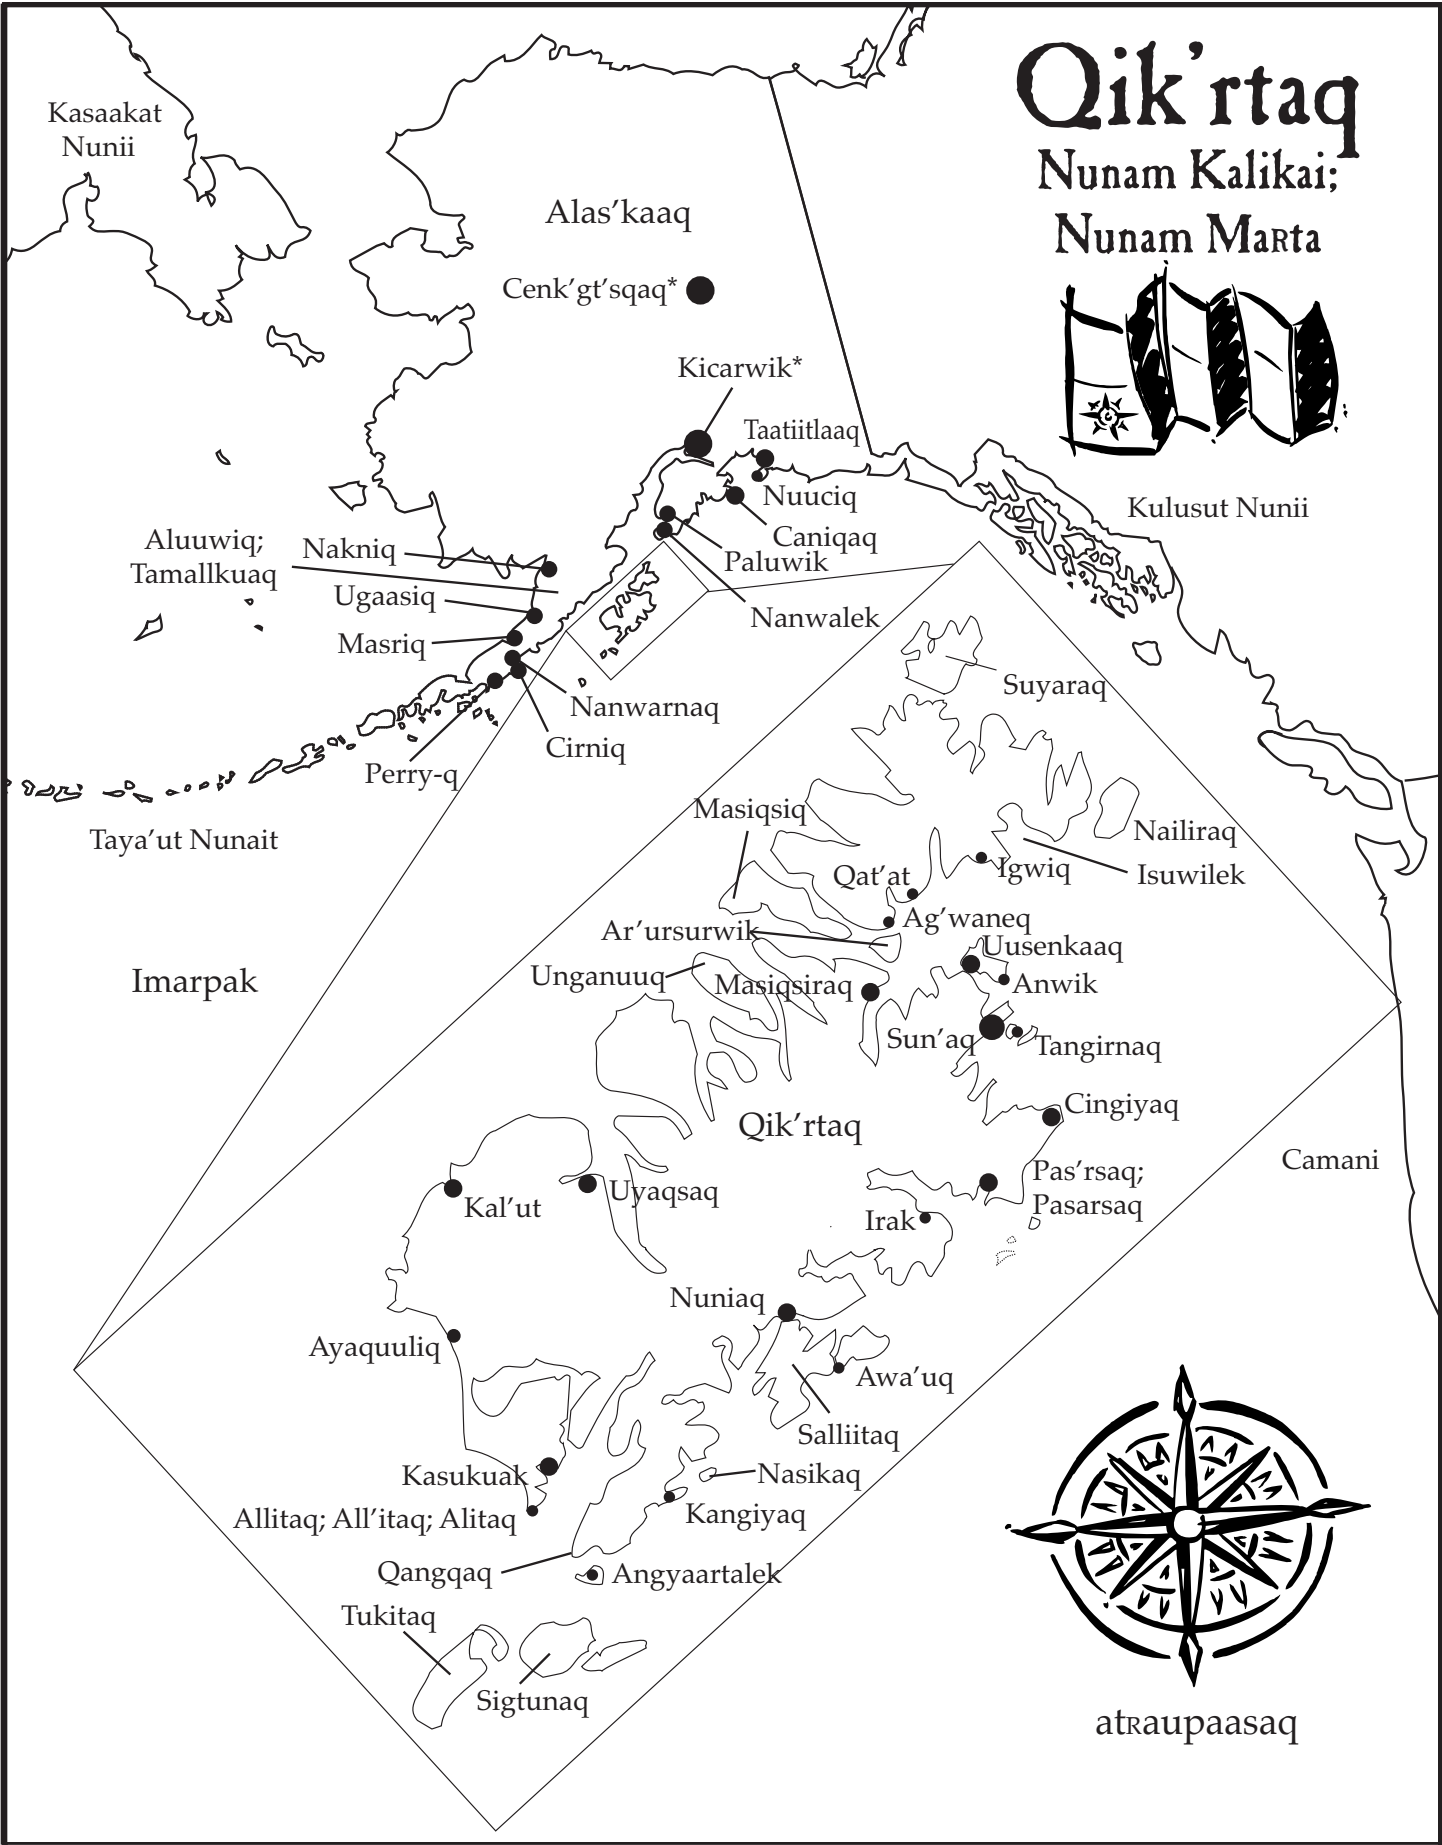 Qik’rtaq
Nunam Kalikai;
Nunam MaRta
Kasaakat
Nunii
Alas’kaaq
Cenk’gt’sqaq*
Kicarwik*
Taatiitlaaq
Nuuciq
Caniqaq
Paluwik
Nanwalek
Kulusut Nunii
Aluuwiq;
Tamallkuaq
Nakniq
Ugaasiq
Masriq
Nanwarnaq
Cirniq
Perry-q
Taya’ut Nunait
Imarpak
Suyaraq
Masiqsiq
Nailiraq
Isuwilek
Igwiq
Qat’at
Ag’waneq
Ar’ursurwik
Uusenkaaq
Unganuuq
Masiqsiraq
Anwik
Sun’aq
Tangirnaq
Qik’rtaq
Cingiyaq
Camani
Pas’rsaq;
Pasarsaq
Uyaqsaq
Kal’ut
Irak
Nuniaq
Ayaquuliq
Awa’uq
Salliitaq
Nasikaq
Kasukuak
Kangiyaq
Allitaq; All’itaq; Alitaq
Qangqaq
Angyaartalek
Tukitaq
Sigtunaq
atRaupaasaq